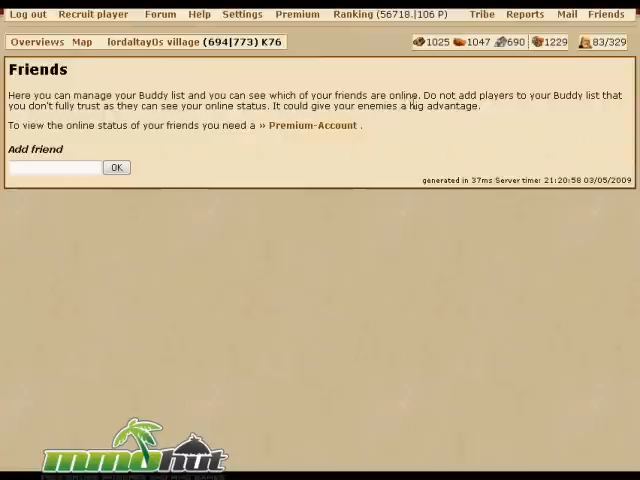 Log out Recruit player Forum Help Settings Premium Ranking (56718.|106 P) Tribe Reports Mail Friends
Overviews Map lordaltay0s village (694|773) K76 1025 1047 690 1229 83/329
Friends
Here you can manage your Buddy list and you can see which of your friends are online. Do not add players to your Buddy list that
you don't fully trust as they can see your online status. It could give your enemies a big advantage.
To view the online status of your friends you need a » Premium-Account .
Add friend
OK
generated in 37ms Server time: 21:20:58 03/05/2009
mmohut